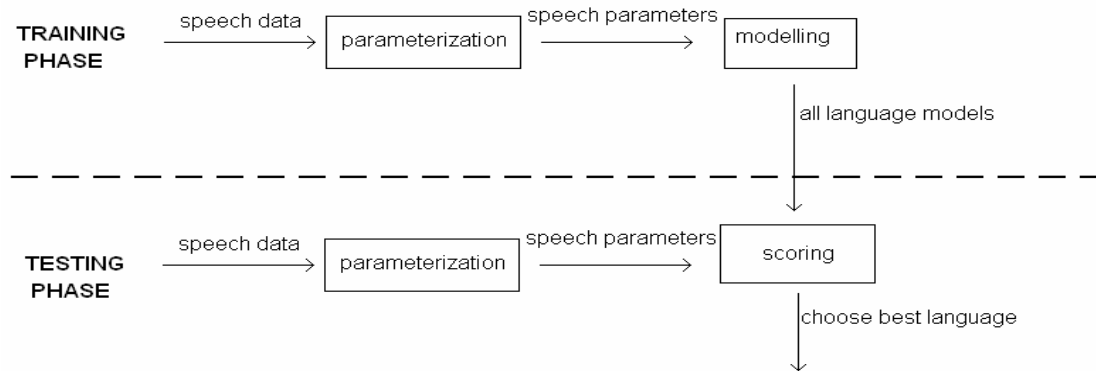 speech data
speech parameters
TRAINING
PHASE
parameterization
modelling
all language models
speech data
speech parameters
TESTING
PHASE
parameterization
scoring
choose best language